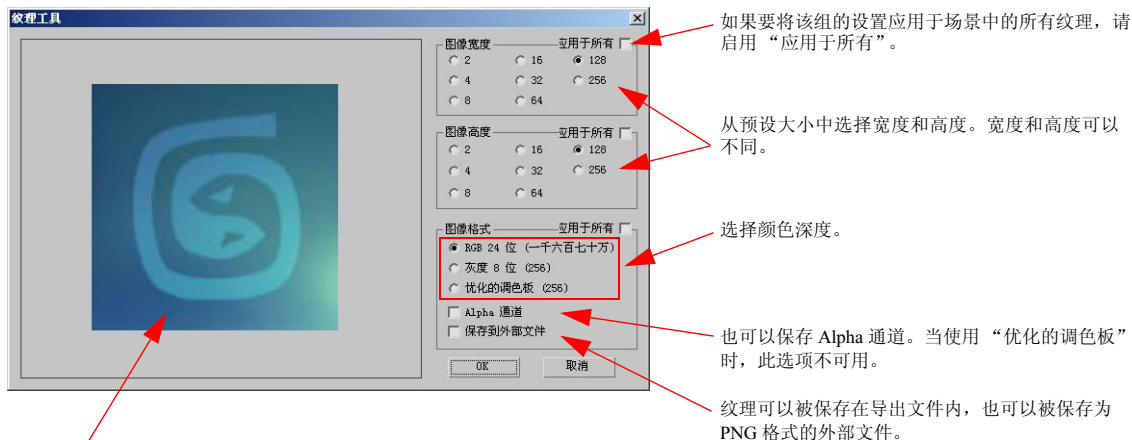 纹理工具
图像宽度 应用于所有
2 16 128
4 32 256
8 64
图像高度 应用于所有
2 16 128
4 32 256
8 64
图像格式 应用于所有
RGB 24 位 (一千六百七十万)
灰度 8 位 (256)
优化的调色板 (256)
Alpha 通道
保存到外部文件
OK 取消
如果要将该组的设置应用于场景中的所有纹理，请
启用 “应用于所有”。
从预设大小中选择宽度和高度。宽度和高度可以
不同。
选择颜色深度。
也可以保存 Alpha 通道。当使用 “优化的调色板”
时，此选项不可用。
纹理可以被保存在导出文件内，也可以被保存为
PNG 格式的外部文件。